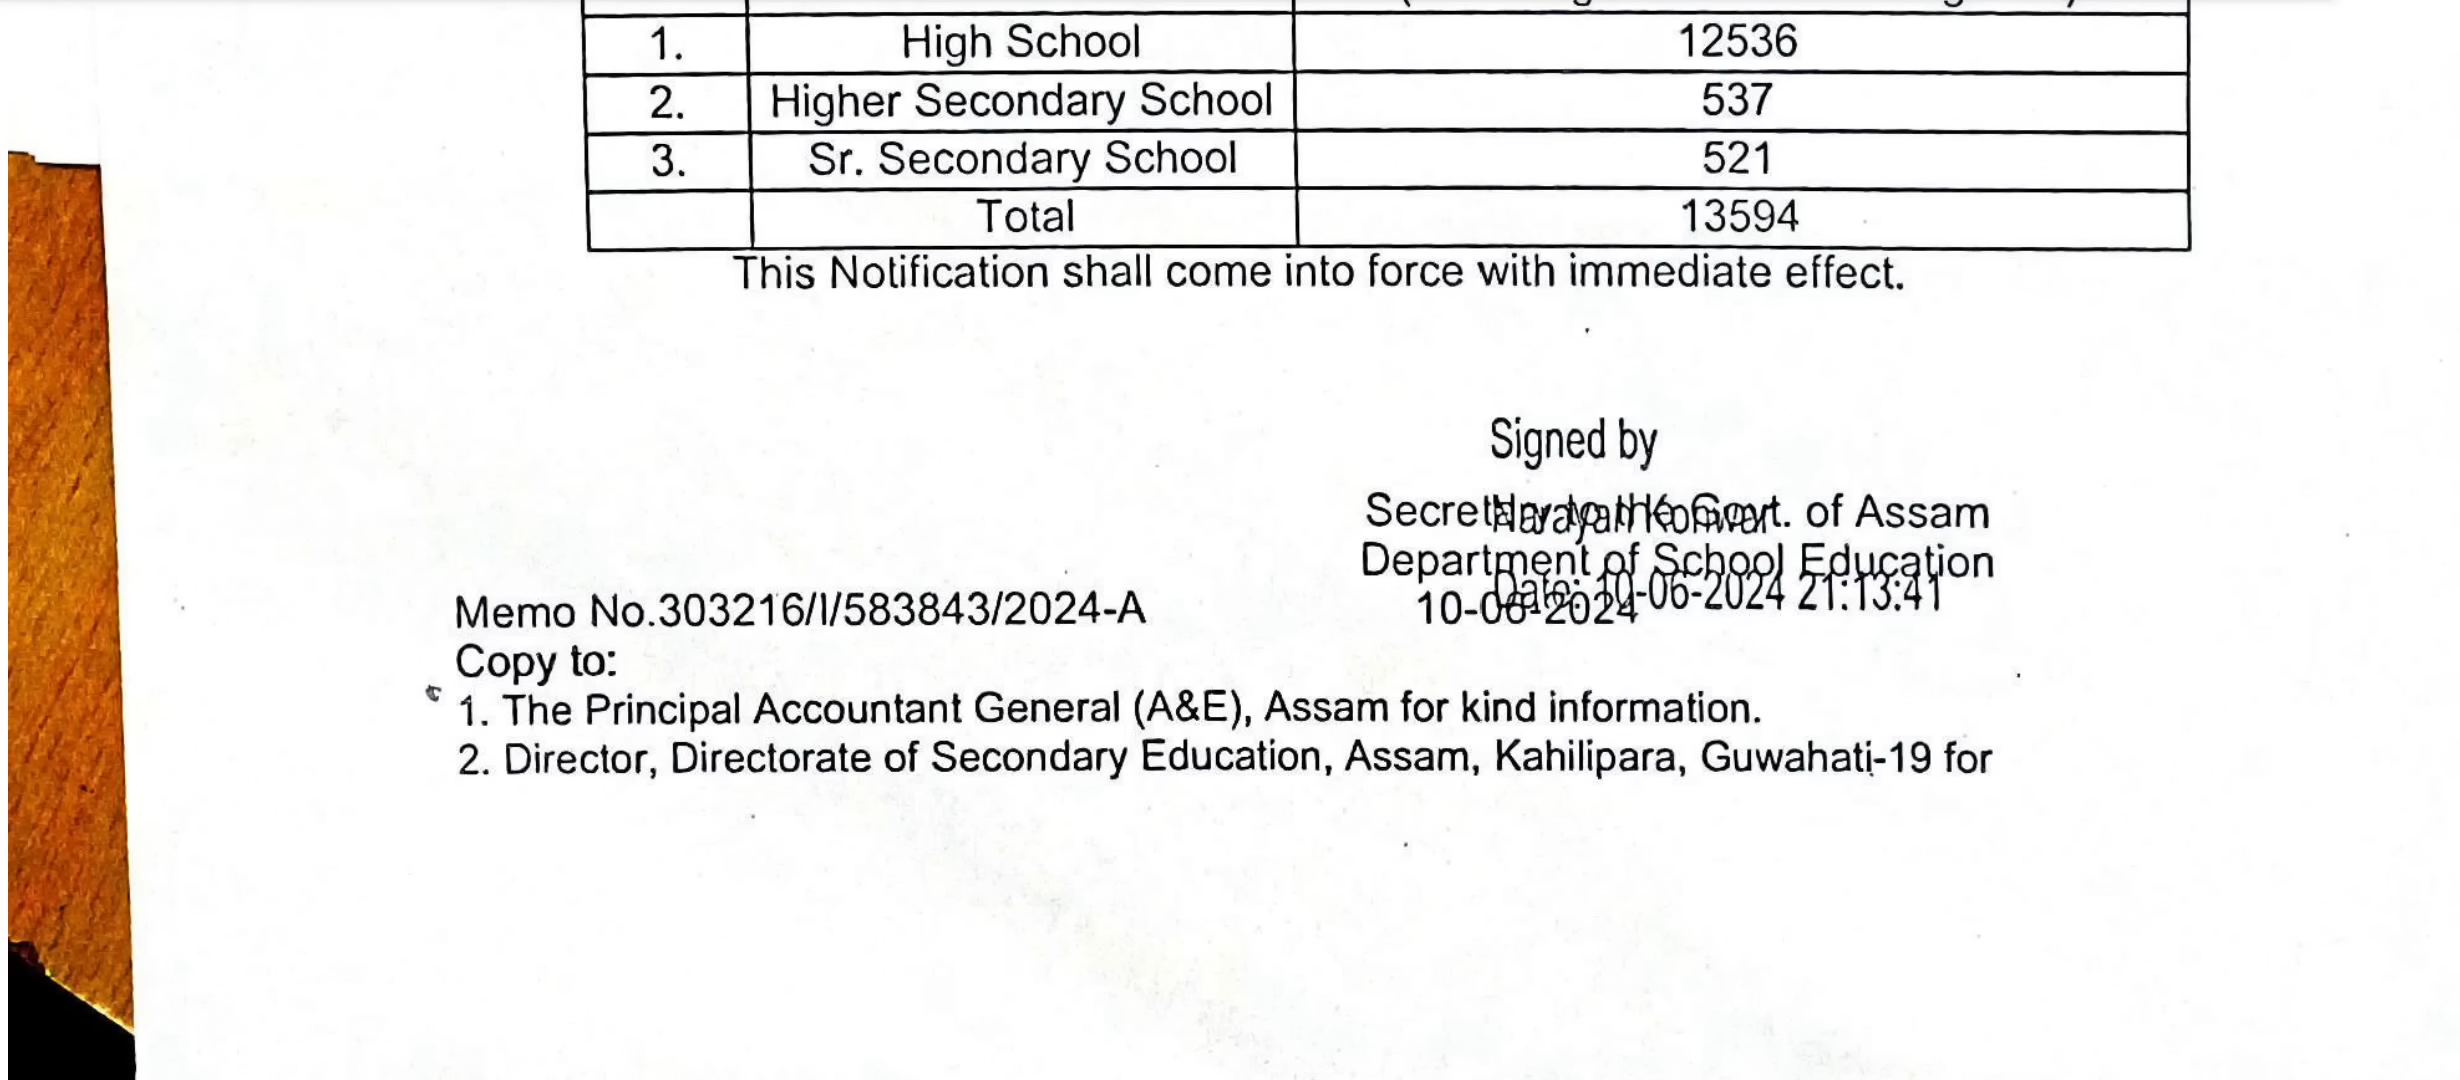 1. High School 12536
2. Higher Secondary School 537
3. Sr. Secondary School 521
Total 13594
This Notification shall come into force with immediate effect.
Signed by
Secretary to the Govt. of Assam
Narayan Konwar
Department of School Education
Date: 10-06-2024 21:13:41
Memo No.303216/I/583843/2024-A 10-06-2024
Copy to:
1. The Principal Accountant General (A&E), Assam for kind information.
2. Director, Directorate of Secondary Education, Assam, Kahilipara, Guwahati-19 for